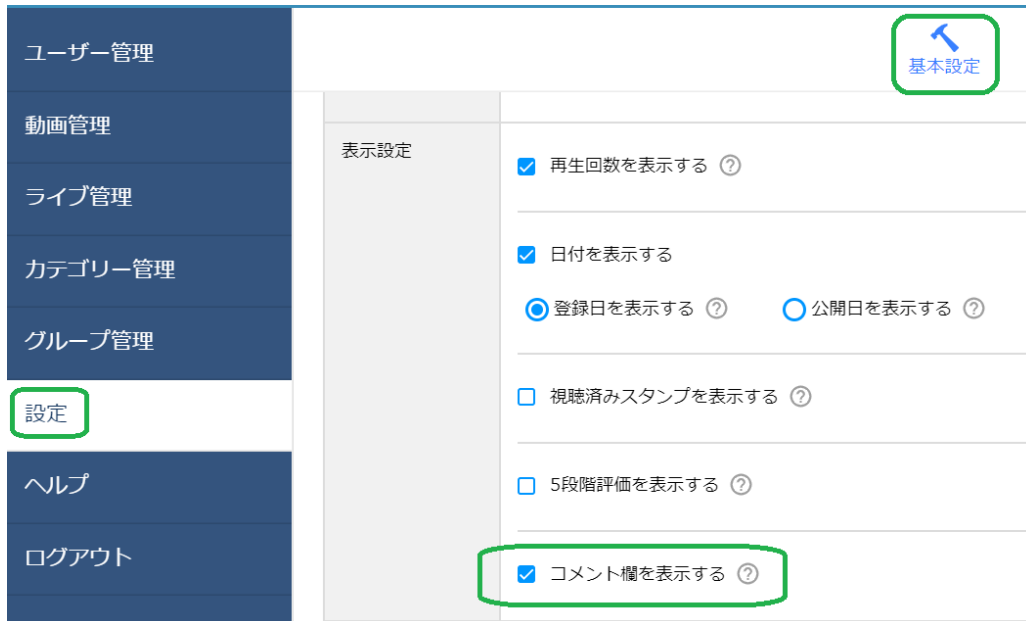 ユーザー管理
動画管理
ライブ管理
カテゴリー管理
グループ管理
設定
ヘルプ
ログアウト
基本設定
表示設定
再生回数を表示する ?
日付を表示する
登録日を表示する ? 公開日を表示する ?
視聴済みスタンプを表示する ?
5段階評価を表示する ?
コメント欄を表示する ?